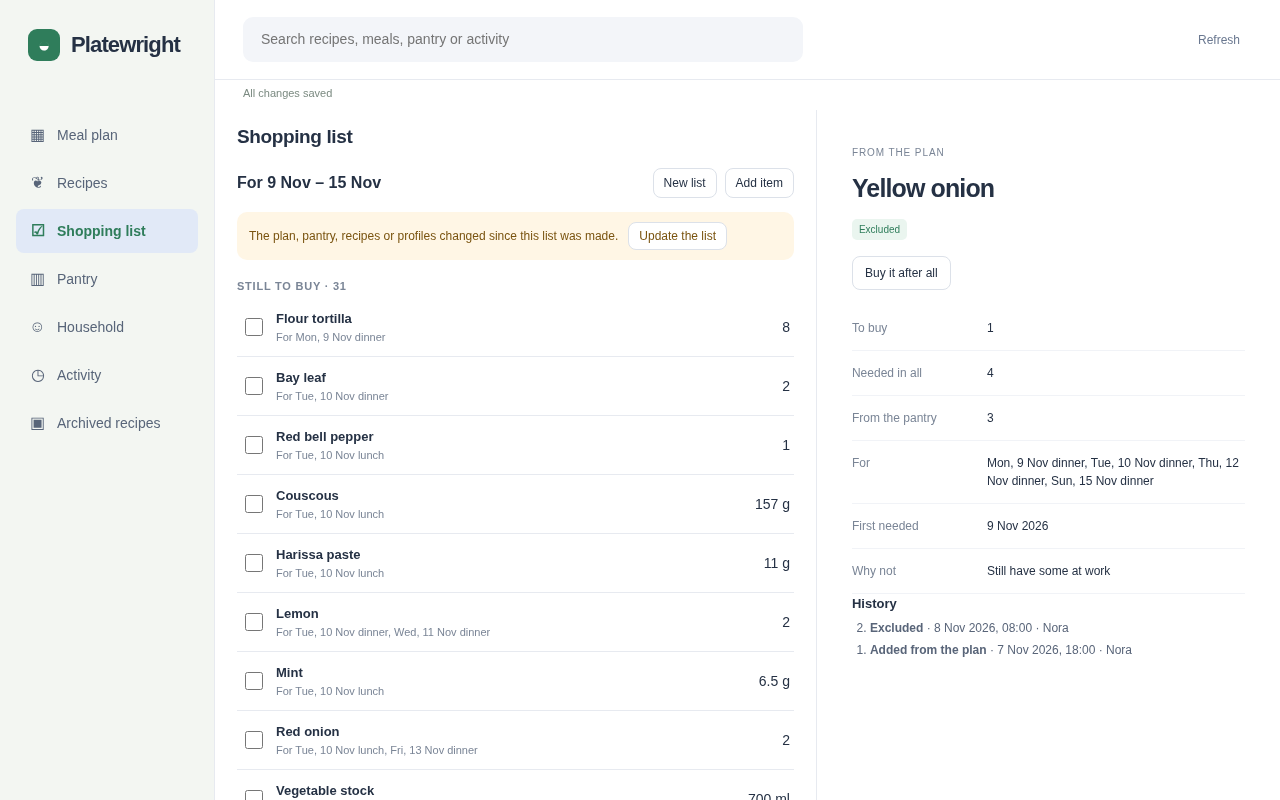 Platewright
Search recipes, meals, pantry or activity
Refresh
All changes saved
Meal plan
Recipes
Shopping list
Pantry
Household
Activity
Archived recipes
Shopping list
For 9 Nov – 15 Nov
New list
Add item
The plan, pantry, recipes or profiles changed since this list was made.
Update the list
STILL TO BUY · 31
Flour tortilla
For Mon, 9 Nov dinner
8
Bay leaf
For Tue, 10 Nov dinner
2
Red bell pepper
For Tue, 10 Nov lunch
1
Couscous
For Tue, 10 Nov lunch
157 g
Harissa paste
For Tue, 10 Nov lunch
11 g
Lemon
For Tue, 10 Nov dinner, Wed, 11 Nov dinner
2
Mint
For Tue, 10 Nov lunch
6.5 g
Red onion
For Tue, 10 Nov lunch, Fri, 13 Nov dinner
2
Vegetable stock
700 ml
FROM THE PLAN
Yellow onion
Excluded
Buy it after all
To buy 1
Needed in all 4
From the pantry 3
For Mon, 9 Nov dinner, Tue, 10 Nov dinner, Thu, 12
Nov dinner, Sun, 15 Nov dinner
First needed 9 Nov 2026
Why not Still have some at work
History
2. Excluded · 8 Nov 2026, 08:00 · Nora
1. Added from the plan · 7 Nov 2026, 18:00 · Nora